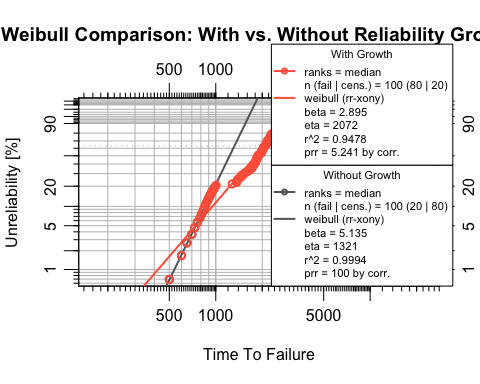 Weibull Comparison: With vs. Without Reliability Gro
500 1000
With Growth
ranks = median
n (fail | cens.) = 100 (80 | 20)
weibull (rr-xony)
beta = 2.895
eta = 2072
r^2 = 0.9478
prr = 5.241 by corr.
Without Growth
ranks = median
n (fail | cens.) = 100 (20 | 80)
weibull (rr-xony)
beta = 5.135
eta = 1321
r^2 = 0.9994
prr = 100 by corr.
Unreliability [%]
90
20
5
1
90
20
5
1
500 1000 5000
Time To Failure